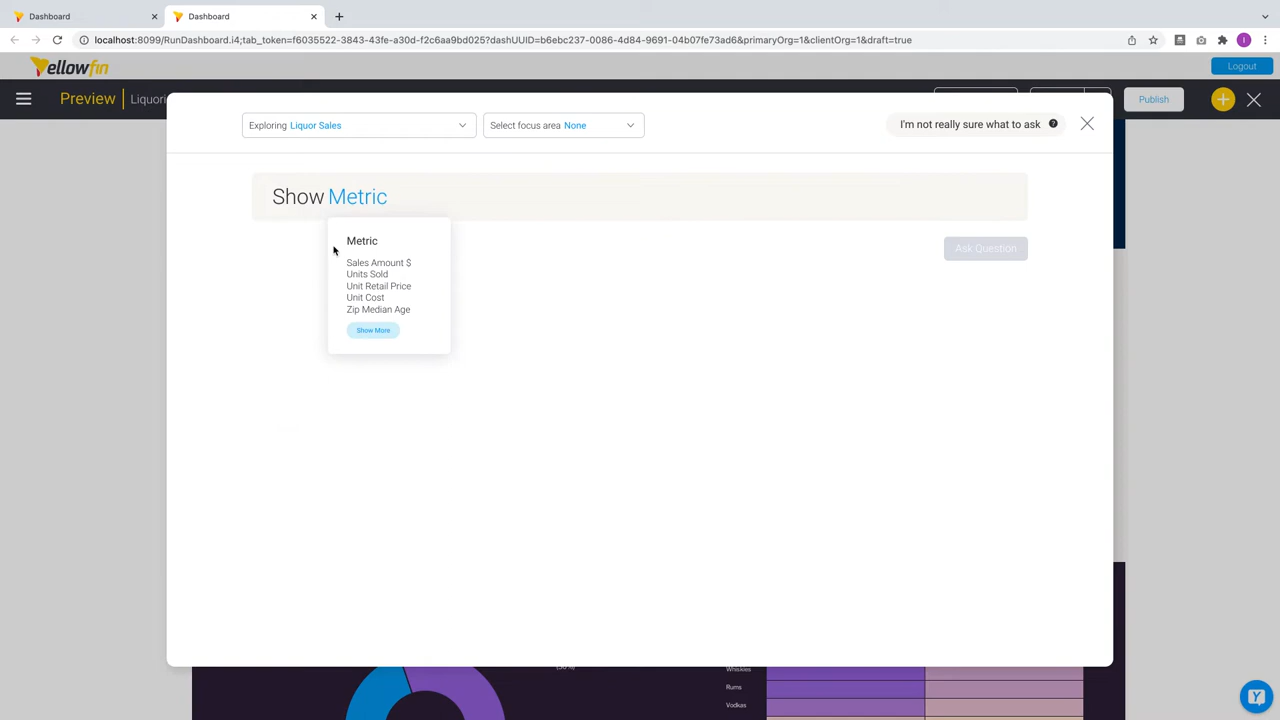 Dashboard
Dashboard
localhost:8099/RunDashboard.i4;tab_token=f6035522-3843-43fe-a30d-f2c6aa9bd025?dashUUID=b6ebc237-0086-4d84-9691-04b07fe73ad6&primaryOrg=1&clientOrg=1&draft=true
Yellowfin
Logout
Preview
Liquori
Publish
Exploring Liquor Sales
Select focus area None
I'm not really sure what to ask
Show Metric
Metric
Sales Amount $
Units Sold
Unit Retail Price
Unit Cost
Zip Median Age
Show More
Ask Question
Whiskies
Rums
Vodkas